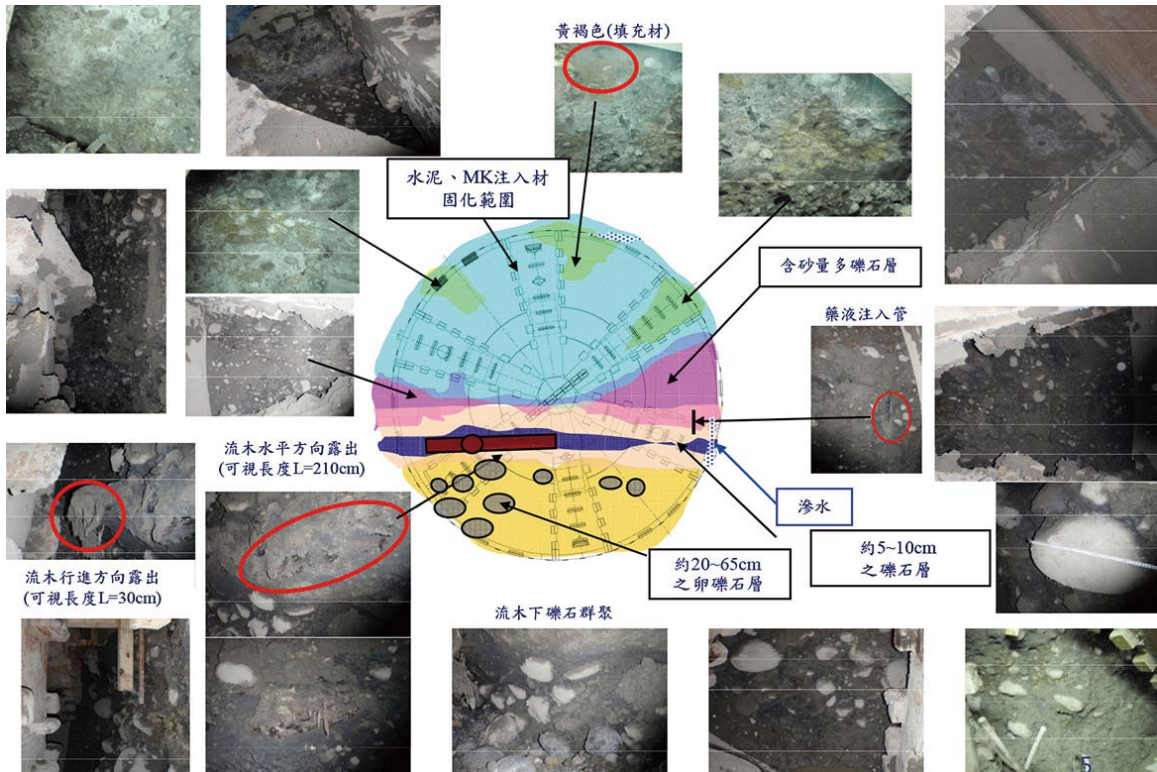 黃褐色(填充材)
水泥、MK注入材
固化範圍
含砂量多礫石層
藥液注入管
流木水平方向露出
(可視長度L=210cm)
滲水
約20~65cm
之卵礫石層
約5~10cm
之礫石層
流木行進方向露出
(可視長度L=30cm)
流木下礫石群聚
5